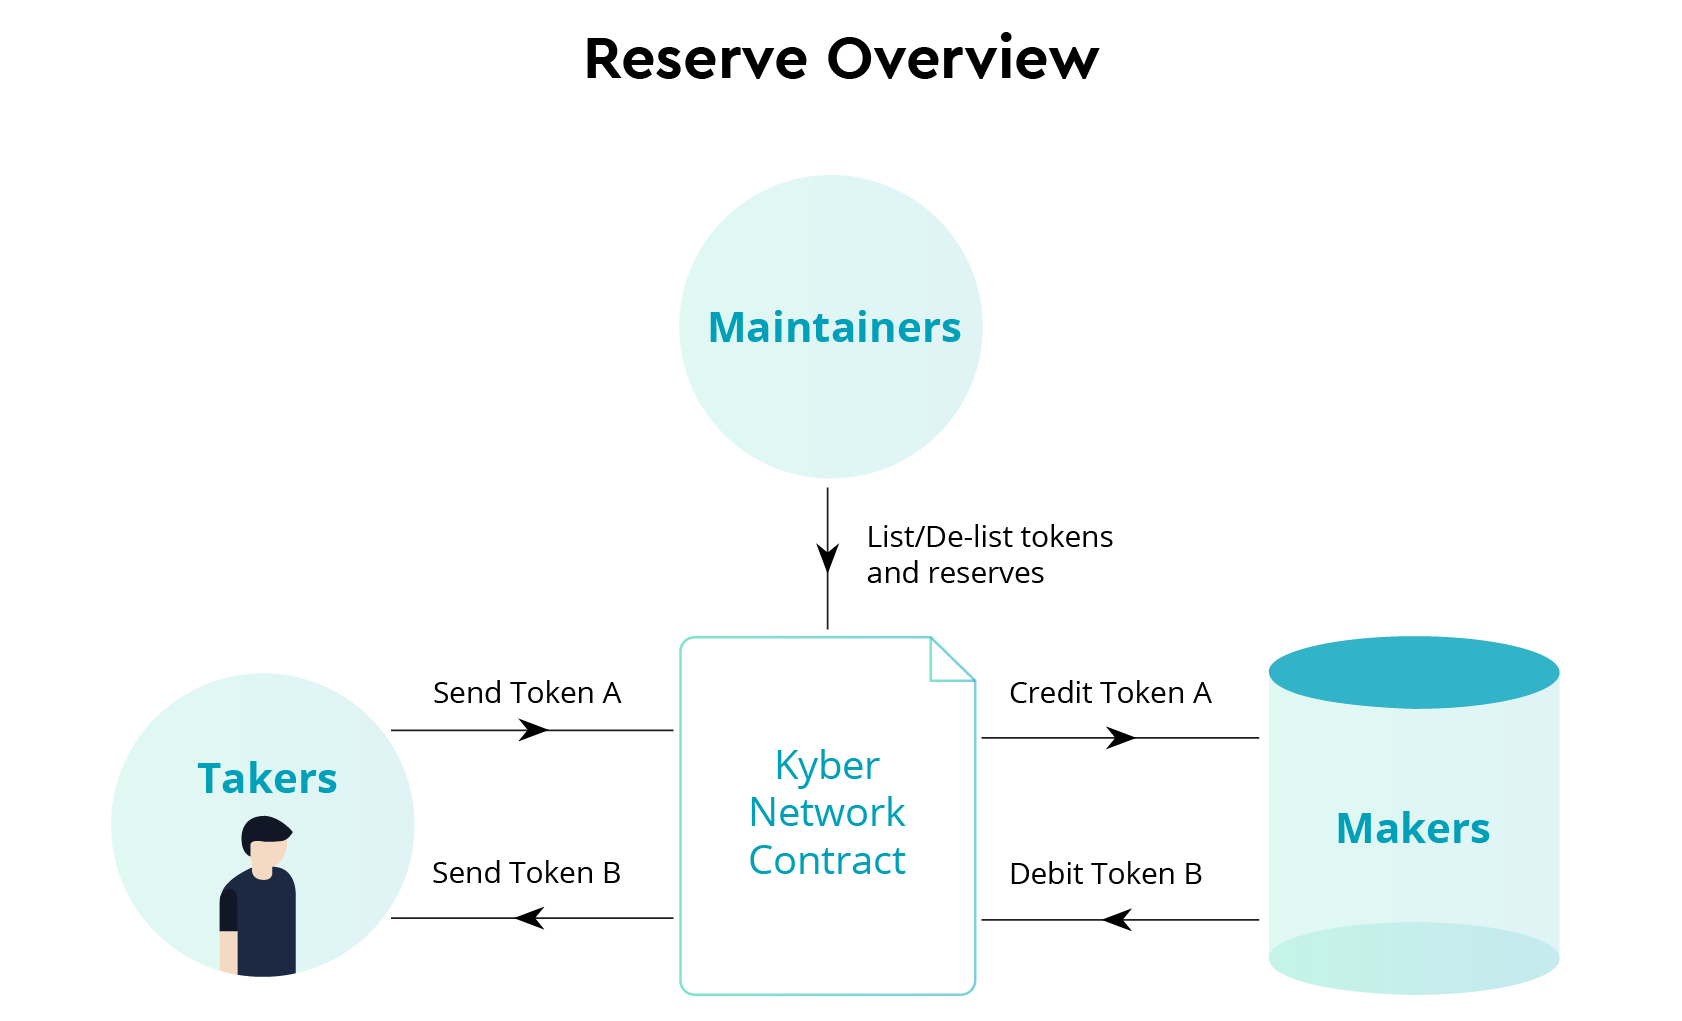 Reserve Overview
Maintainers
List/De-list tokens
and reserves
Send Token A
Credit Token A
Takers
Kyber
Network
Contract
Makers
Send Token B
Debit Token B